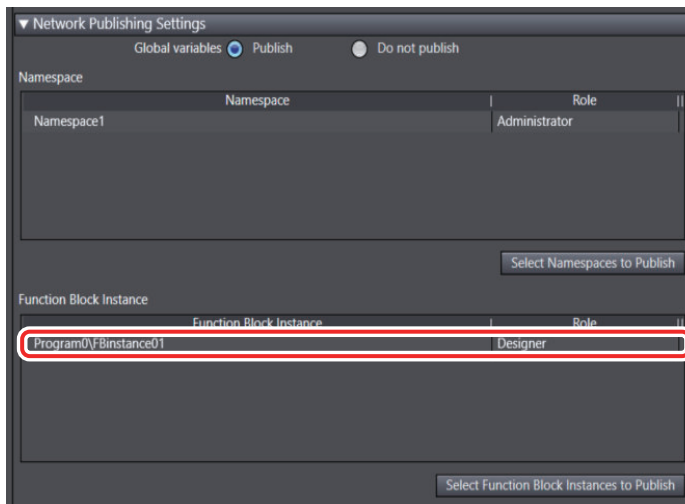 ▼ Network Publishing Settings
Global variables Publish Do not publish
Namespace
Namespace Role
Namespace1 Administrator
Select Namespaces to Publish
Function Block Instance
Function Block Instance Role
Program0\FBinstance01 Designer
Select Function Block Instances to Publish